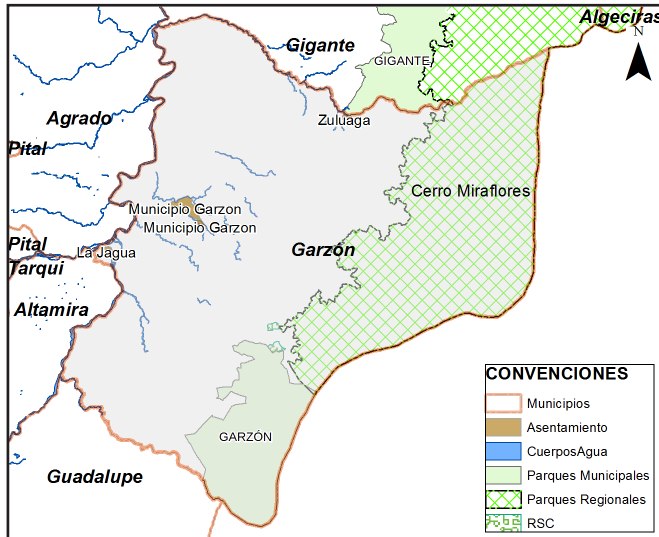 Algeciras
N
Gigante
GIGANTE
Agrado
Zuluaga
Pital
Cerro Miraflores
Municipio Garzon
Municipio Garzon
Pital
La Jagua
Garzón
Tarqui
Altamira
GARZÓN
Guadalupe
CONVENCIONES
Municipios
Asentamiento
CuerposAgua
Parques Municipales
Parques Regionales
RSC